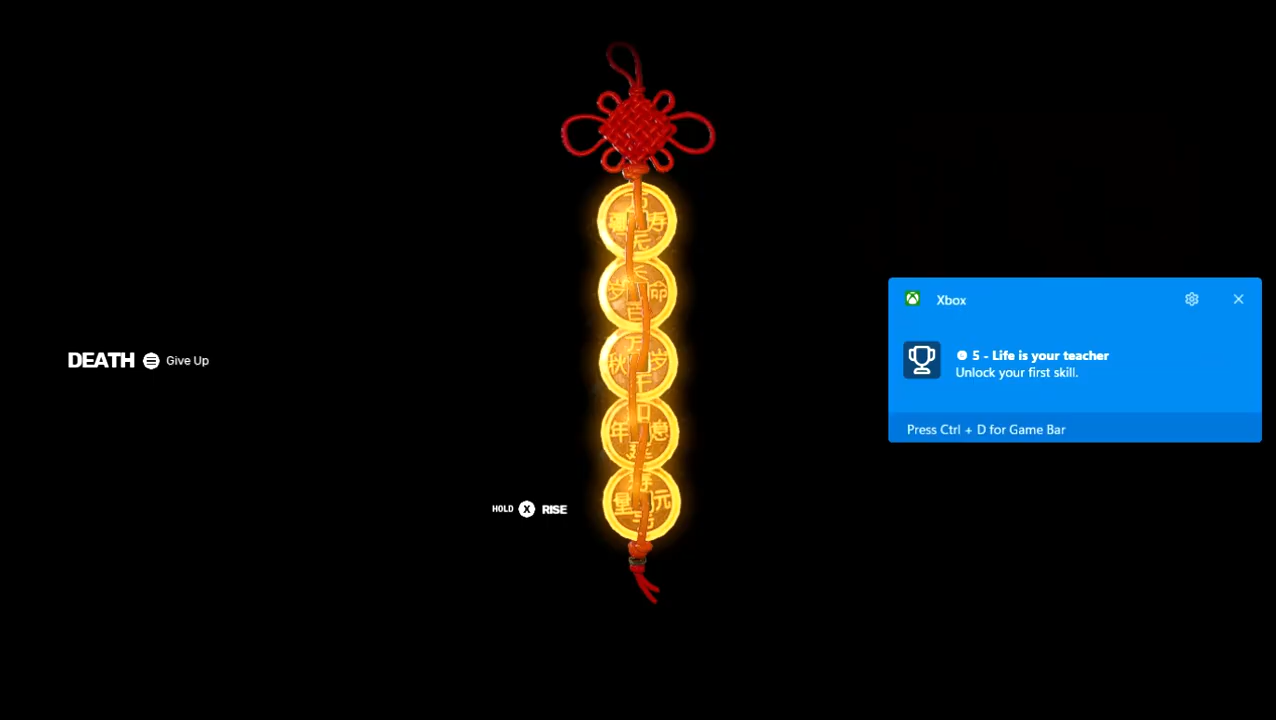 DEATH Give Up
HOLD X RISE
Xbox
5 - Life is your teacher
Unlock your first skill.
Press Ctrl + D for Game Bar